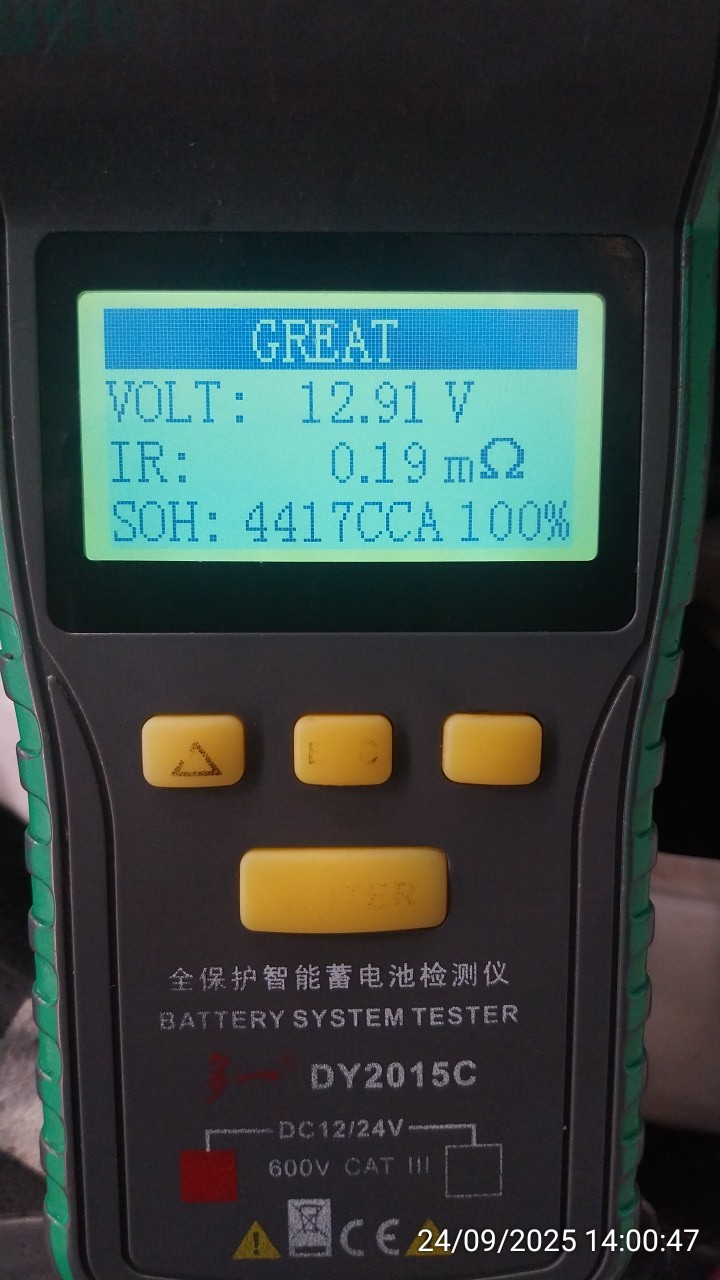 GREAT
VOLT: 12.91 V
IR: 0.19 mΩ
SOH: 4417CCA 100%
全保护智能蓄电池检测仪
BATTERY SYSTEM TESTER
DY2015C
DC12/24V
600V CAT III
CE
24/09/2025 14:00:47